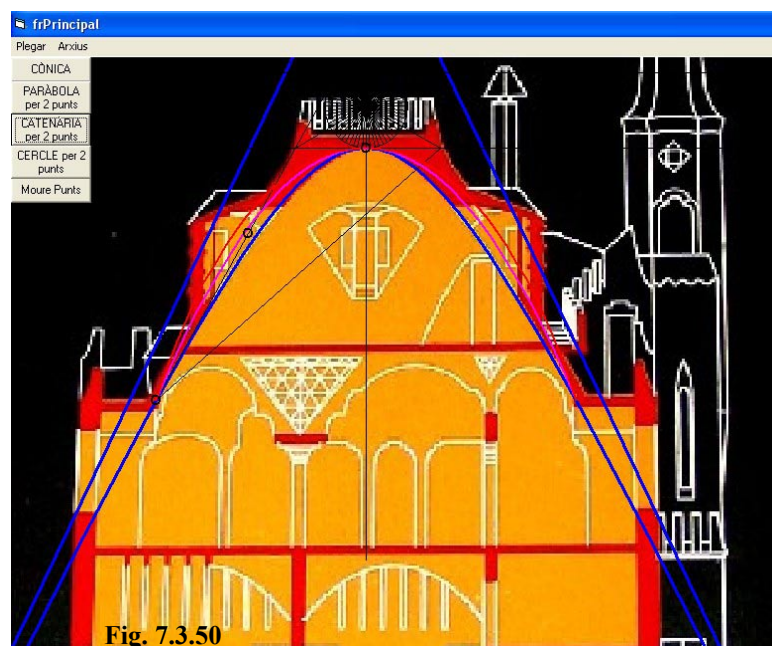 frPrincipal
Plegar Arxius
CÒNICA
PARÀBOLA
per 2 punts
CATENÀRIA
per 2 punts
CERCLE per 2
punts
Moure Punts
Fig. 7.3.50